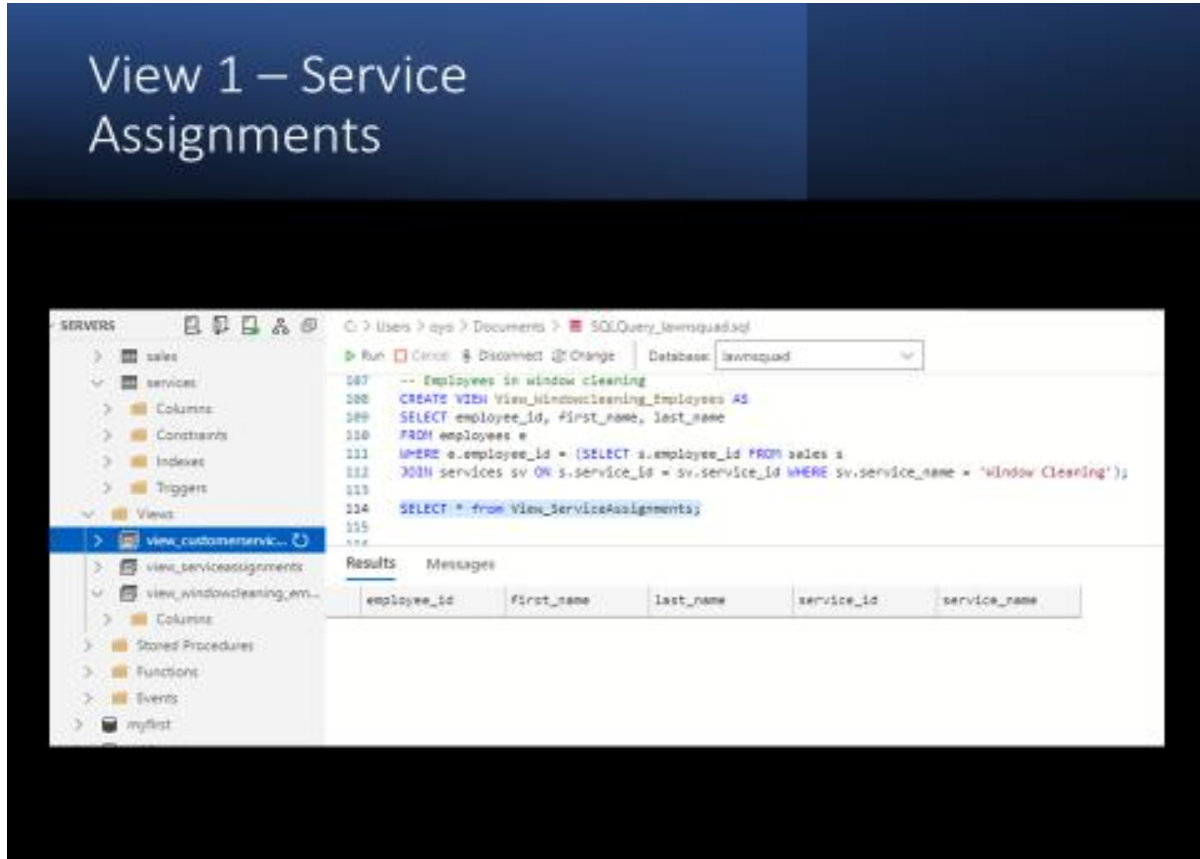 View 1 – Service
Assignments
SERVERS
C: > Users > oyo > Documents > SQLQuery_lawnsquad.sql
Run Cancel Disconnect Change Database: lawnsquad
sales
services
Columns
Constraints
Indexes
Triggers
Views
view_customerservic...
view_serviceassignments
view_windowcleaning_em...
Columns
Stored Procedures
Functions
Events
myfirst
107 -- Employees in window cleaning
108 CREATE VIEW View_Windowcleaning_Employees AS
109 SELECT employee_id, first_name, last_name
110 FROM employees e
111 WHERE e.employee_id = (SELECT s.employee_id FROM sales s
112 JOIN services sv ON s.service_id = sv.service_id WHERE sv.service_name = 'Window Cleaning');
113
114 SELECT * from View_ServiceAssignments;
115
Results Messages
employee_id first_name last_name service_id service_name